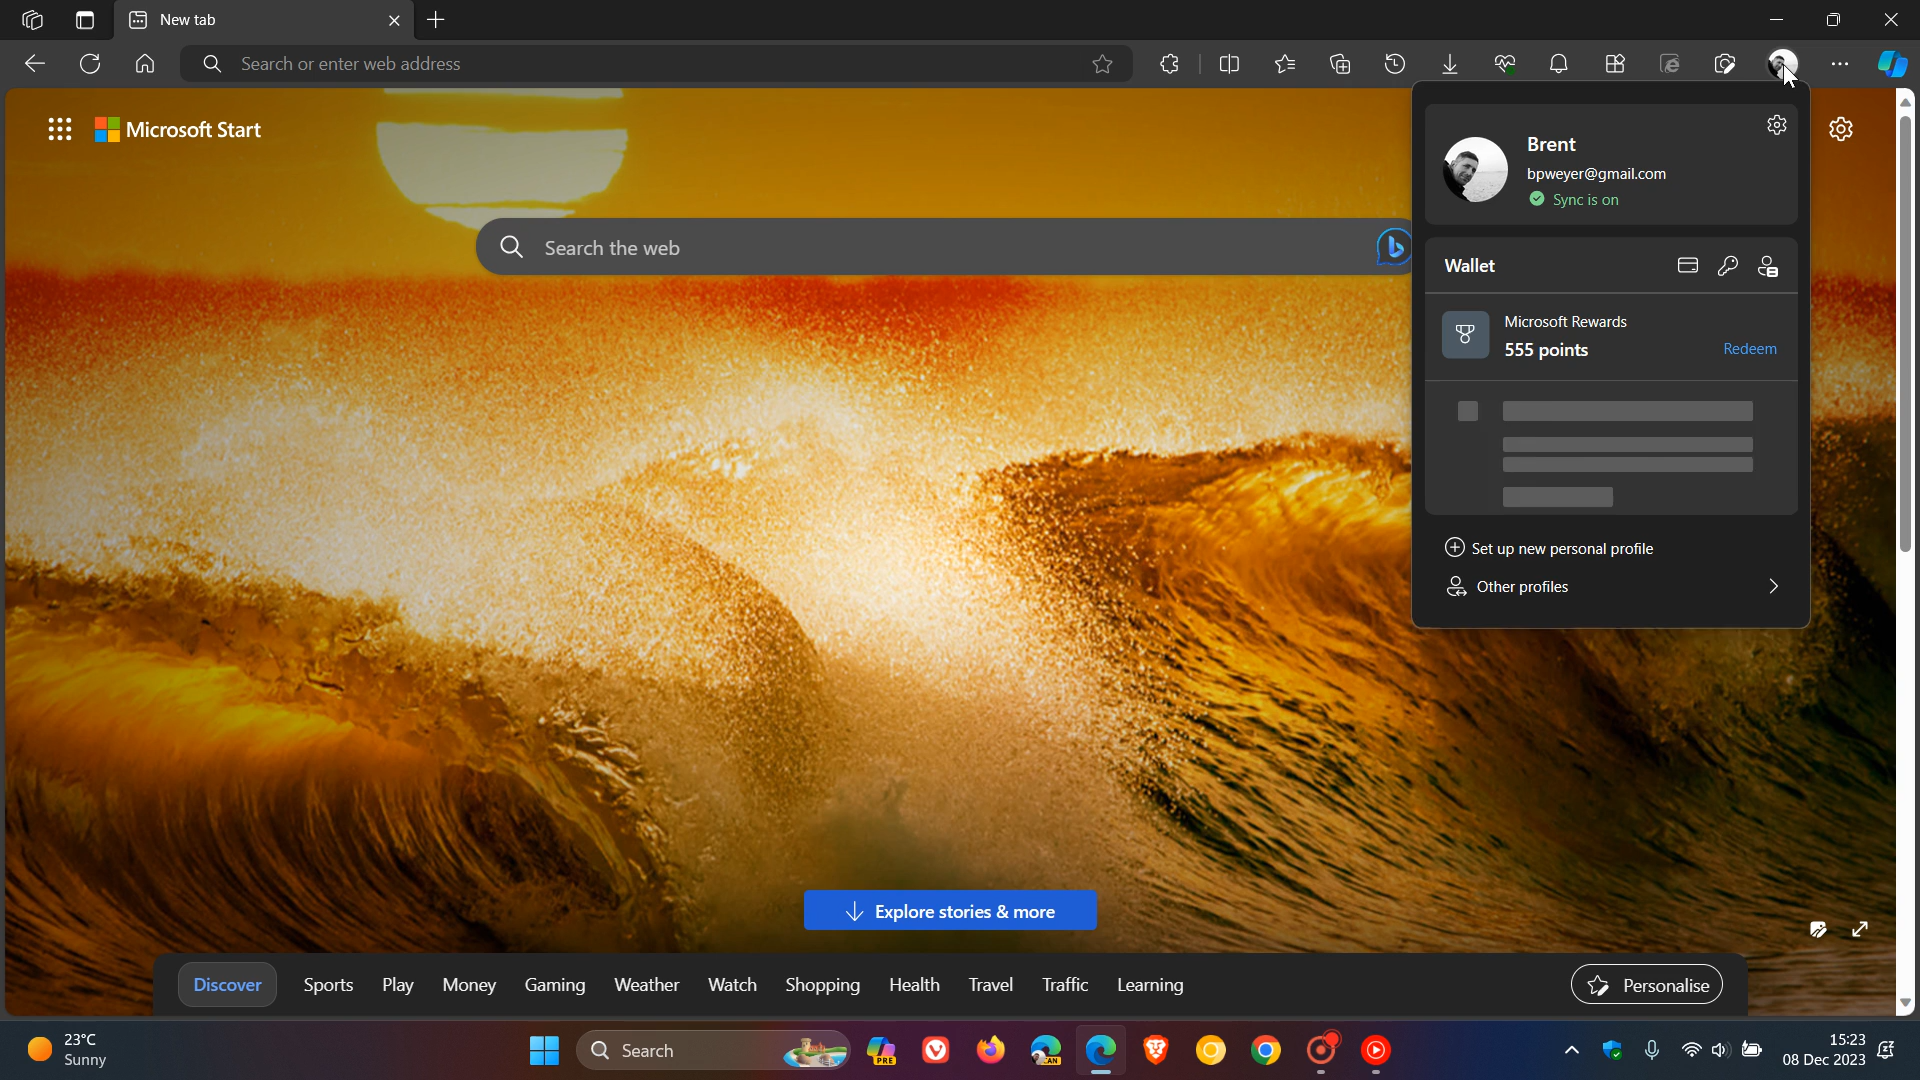 New tab
Search or enter web address
Microsoft Start
Brent
bpweyer@gmail.com
Sync is on
Search the web
Wallet
Microsoft Rewards
555 points
Redeem
Set up new personal profile
Other profiles
Explore stories & more
Discover
Sports
Play
Money
Gaming
Weather
Watch
Shopping
Health
Travel
Traffic
Learning
Personalise
23°C
Sunny
Search
PRE
CAN
15:23
08 Dec 2023